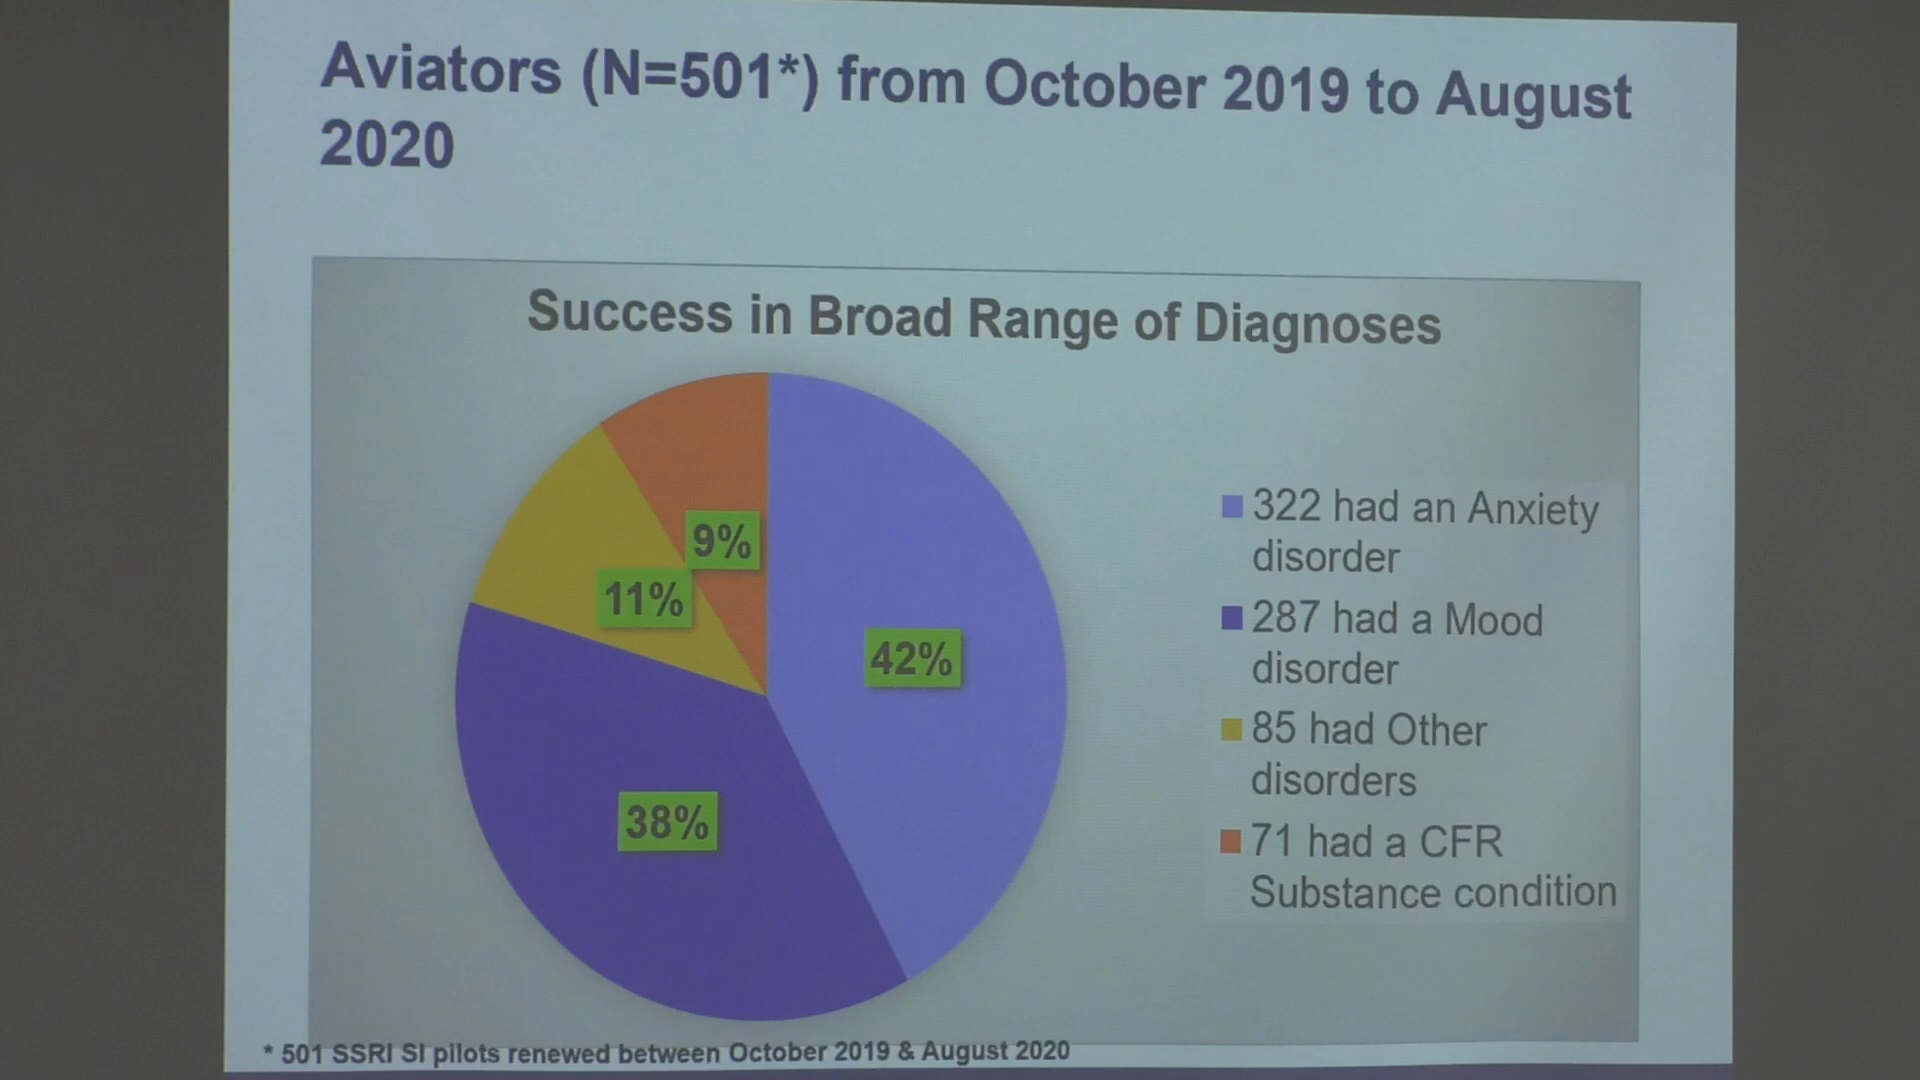 Aviators (N=501*) from October 2019 to August
2020
Success in Broad Range of Diagnoses
9%
11%
42%
38%
322 had an Anxiety
disorder
287 had a Mood
disorder
85 had Other
disorders
71 had a CFR
Substance condition
* 501 SSRI SI pilots renewed between October 2019 & August 2020